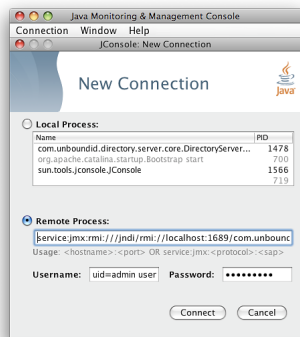 Java Monitoring & Management Console
Connection Window Help
JConsole: New Connection
New Connection
Java
Local Process:
Name PID
com.unboundid.directory.server.core.DirectoryServer... 1478
org.apache.catalina.startup.Bootstrap start 700
sun.tools.jconsole.JConsole 1566
719
Remote Process:
service:jmx:rmi:///jndi/rmi://localhost:1689/com.unbounc
Usage: <hostname>:<port> OR service:jmx:<protocol>:<sap>
Username: uid=admin user Password: •••••••••
Connect Cancel